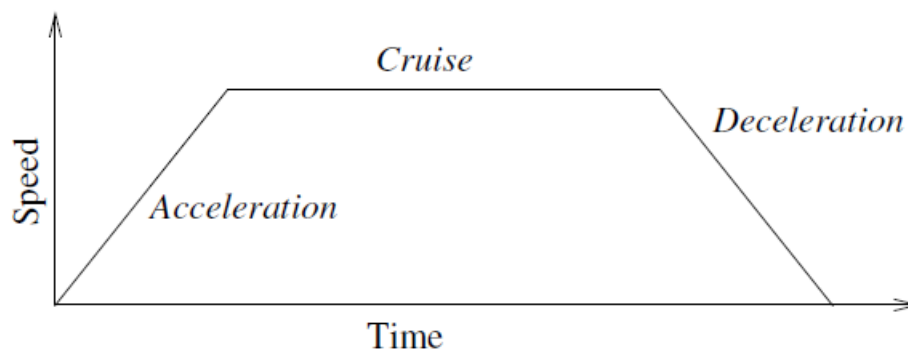 Cruise
Deceleration
Speed
Acceleration
Time